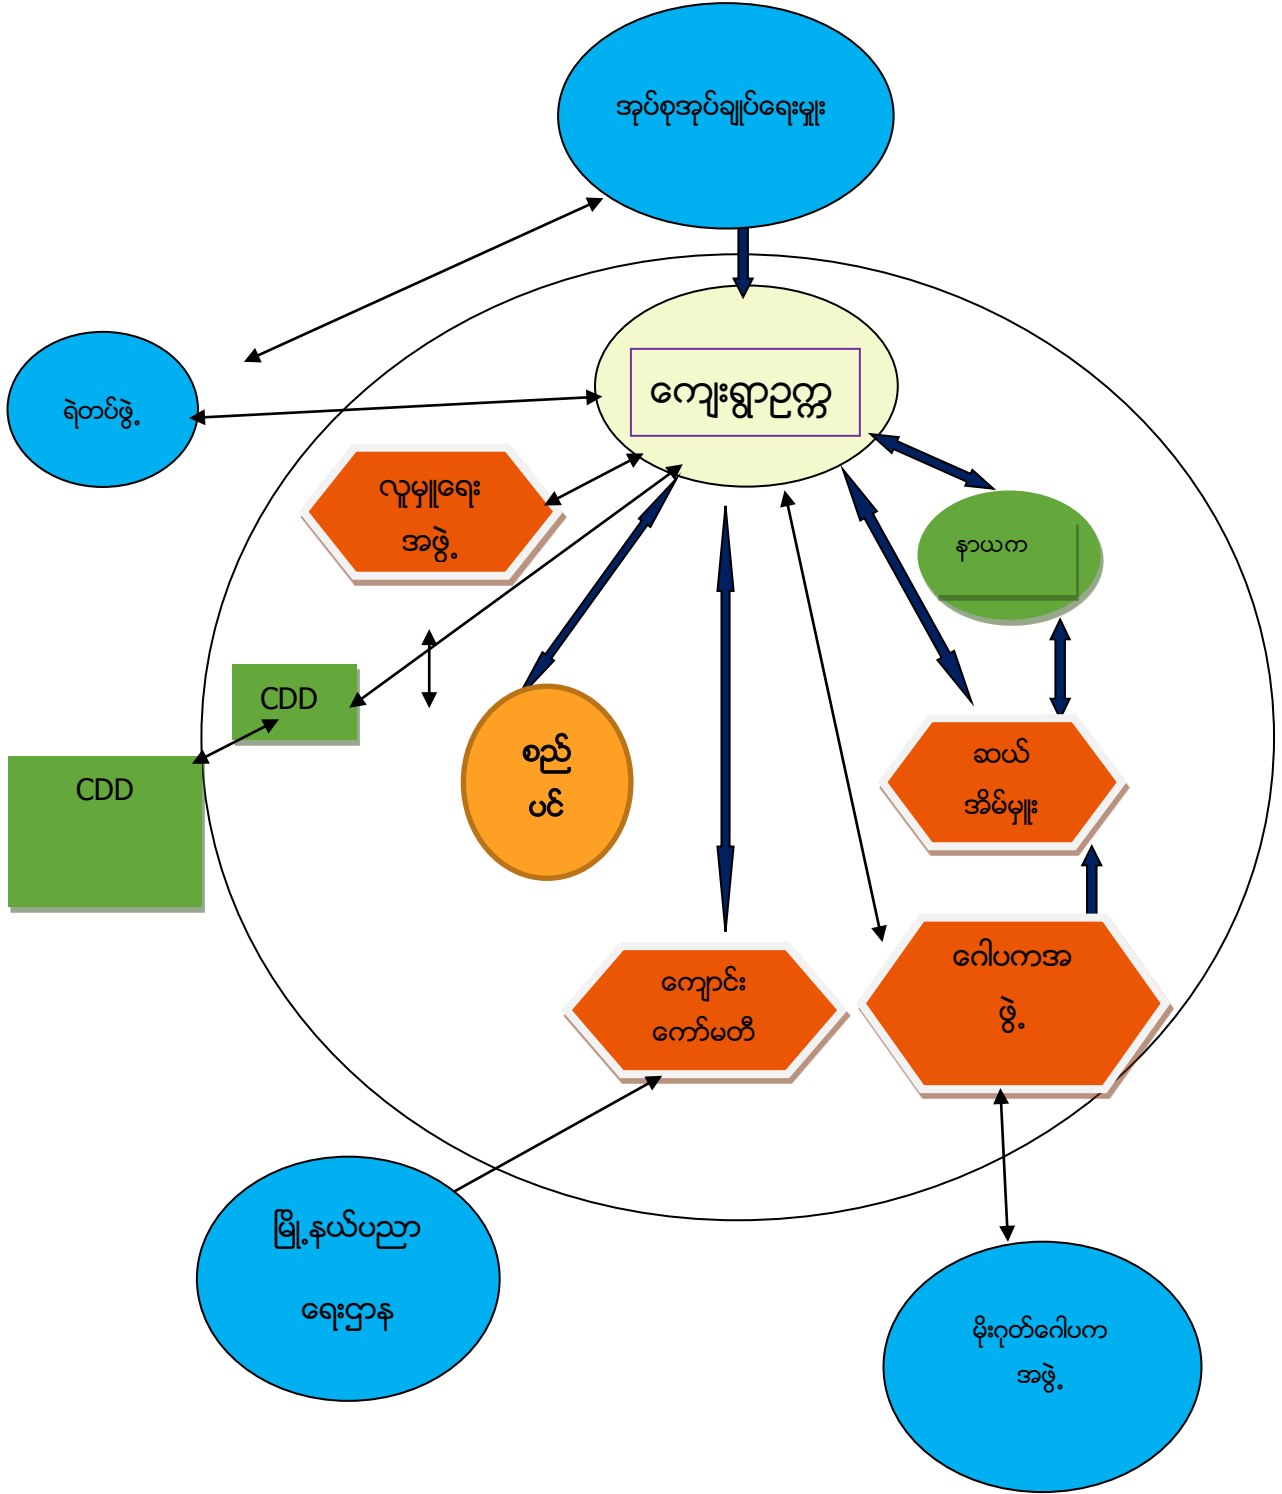 အုပ်စုအုပ်ချုပ်ရေးမှုး
ကျေးရွာဥက္က
ရဲတပ်ဖွဲ့
လူမှူရေး
အဖွဲ့
နာယက
CDD
CDD
စည်
ပင်
ဆယ်
အိမ်မှူး
ကျောင်း
ကော်မတီ
ဂေါပကအ
ဖွဲ့
မြို့နယ်ပညာ
ရေးဌာန
မိုးဂုတ်ဂေါပက
အဖွဲ့